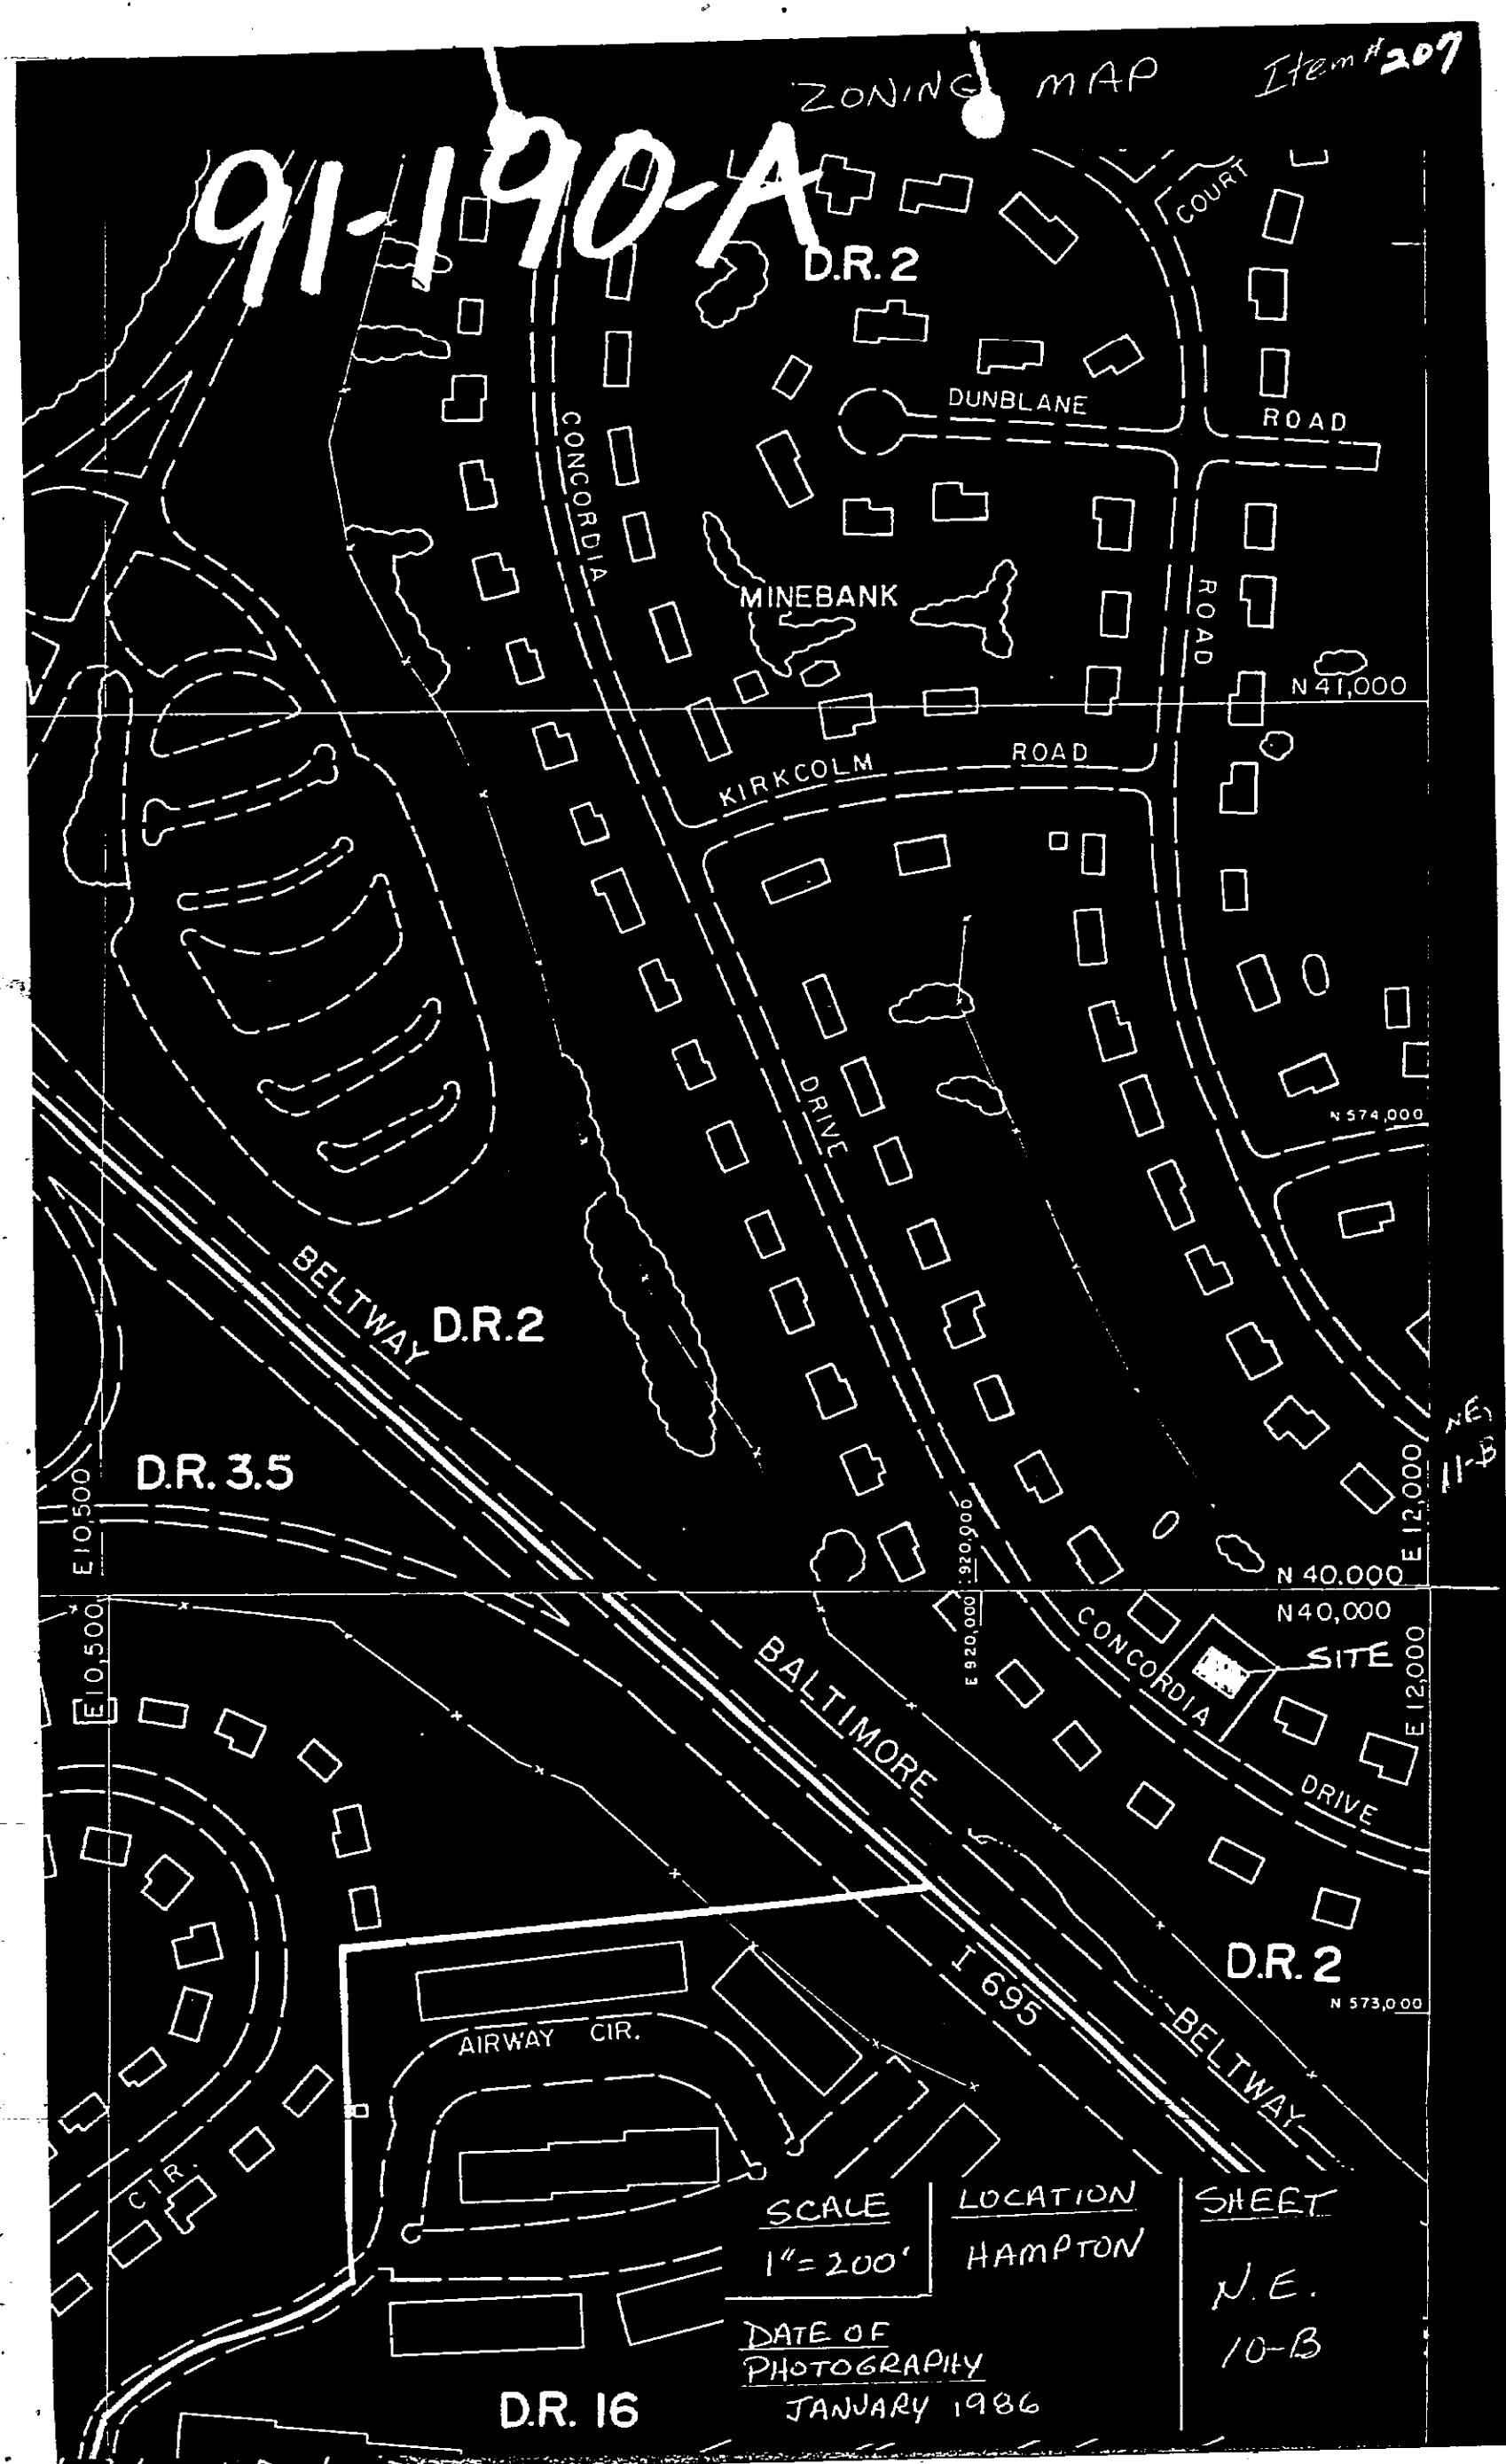 ZONING MAP
Item # 207
91-190-A
COURT
D.R. 2
DUNBLANE
ROAD
CONCORDIA
MINEBANK
ROAD
N 41,000
KIRKCOLM ROAD
DRIVE
N 574,000
BELTWAY
D.R. 2
D.R. 3.5
E 10,500
E 920,000
E 12,000
NE,
11-B
N 40,000
N 40,000
E 10,500
E 920,000
CONCORDIA
SITE
E 12,000
BALTIMORE
DRIVE
D.R. 2
I 695
N 573,000
AIRWAY CIR.
BELTWAY
CIR.
SCALE
1" = 200'
LOCATION
HAMPTON
SHEET
N.E.
10-B
DATE OF
PHOTOGRAPHY
JANUARY 1986
D.R. 16